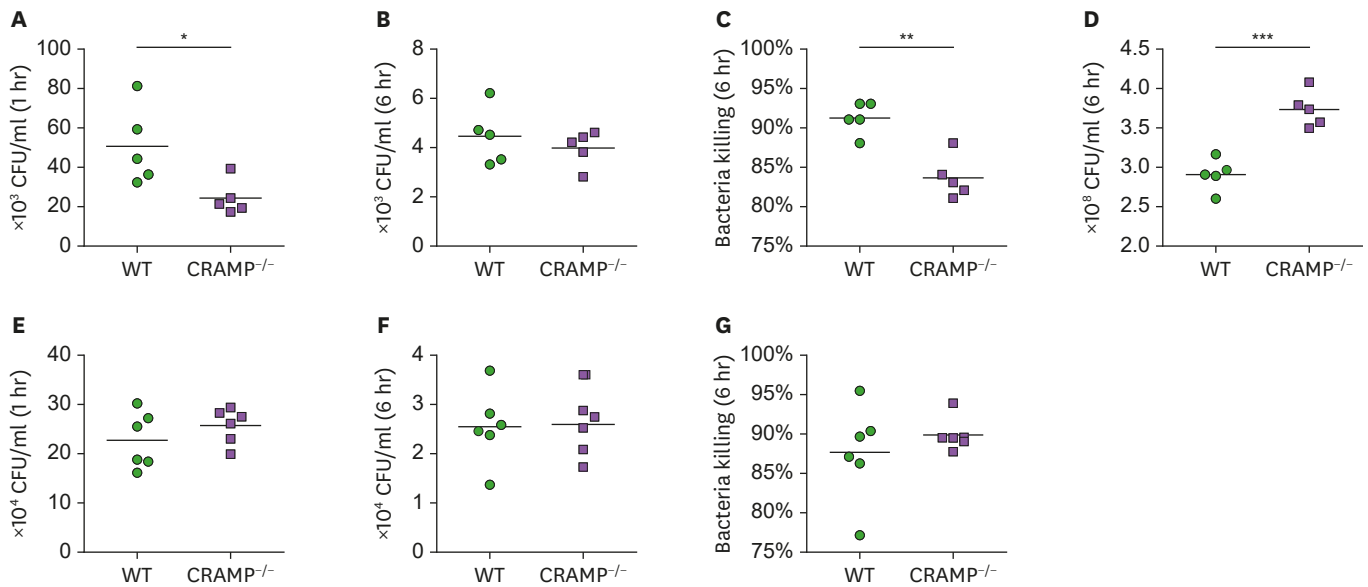 A
×10³ CFU/ml (1 hr)
100
80
60
40
20
0
*
WT CRAMP⁻/⁻
B
×10³ CFU/ml (6 hr)
8
6
4
2
0
WT CRAMP⁻/⁻
C
Bacteria killing (6 hr)
100%
95%
90%
85%
80%
75%
**
WT CRAMP⁻/⁻
D
×10⁸ CFU/ml (6 hr)
4.5
4.0
3.5
3.0
2.5
2.0
***
WT CRAMP⁻/⁻
E
×10⁴ CFU/ml (1 hr)
40
30
20
10
0
WT CRAMP⁻/⁻
F
×10⁴ CFU/ml (6 hr)
4
3
2
1
0
WT CRAMP⁻/⁻
G
Bacteria killing (6 hr)
100%
95%
90%
85%
80%
75%
WT CRAMP⁻/⁻